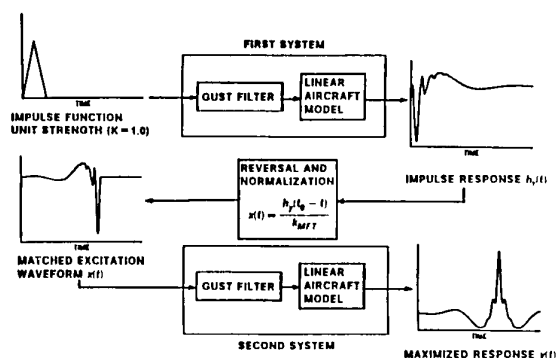 FIRST SYSTEM
TIME
IMPULSE FUNCTION
UNIT STRENGTH (K = 1.0)
GUST FILTER
LINEAR
AIRCRAFT
MODEL
TIME
IMPULSE RESPONSE h_y(t)
REVERSAL AND
NORMALIZATION
x(t) = h_y(t_0 - t) / k_MFT
TIME
MATCHED EXCITATION
WAVEFORM x(t)
GUST FILTER
LINEAR
AIRCRAFT
MODEL
SECOND SYSTEM
TIME
MAXIMIZED RESPONSE y(t)